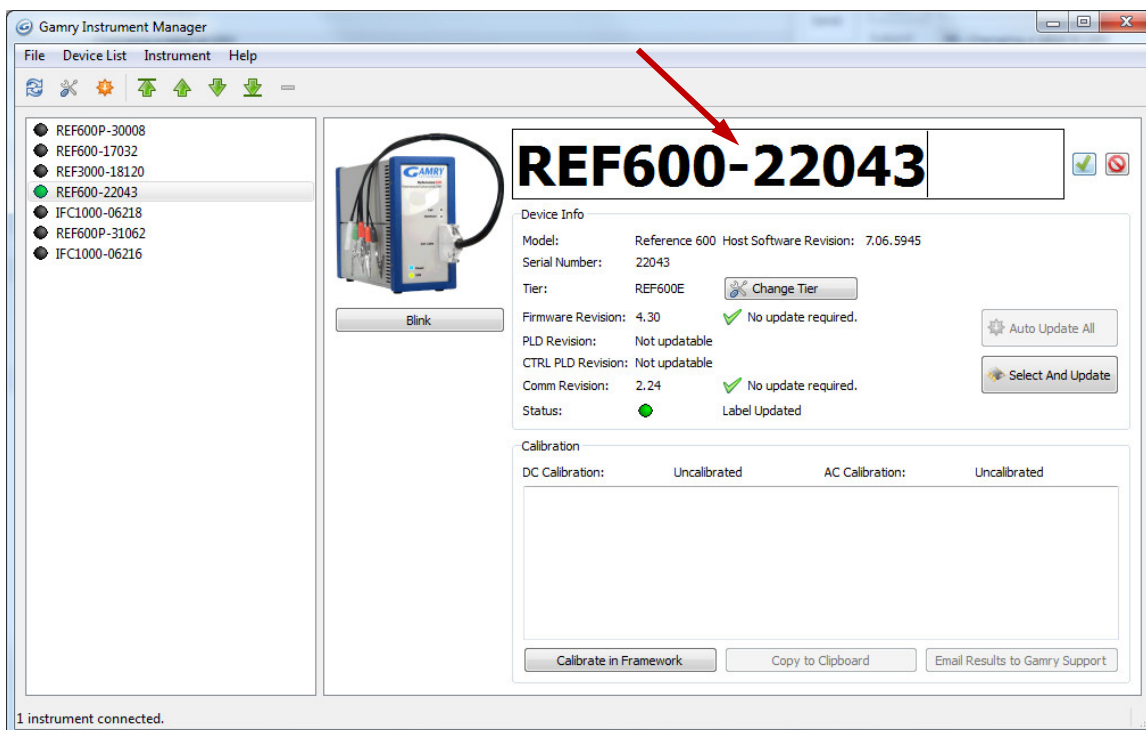 Gamry Instrument Manager
File Device List Instrument Help
REF600P-30008
REF600-17032
REF3000-18120
REF600-22043
IFC1000-06218
REF600P-31062
IFC1000-06216
GAMRY
Blink
REF600-22043
Device Info
Model: Reference 600 Host Software Revision: 7.06.5945
Serial Number: 22043
Tier: REF600E Change Tier
Firmware Revision: 4.30 No update required.
Auto Update All
PLD Revision: Not updatable
CTRL PLD Revision: Not updatable
Select And Update
Comm Revision: 2.24 No update required.
Status: Label Updated
Calibration
DC Calibration: Uncalibrated AC Calibration: Uncalibrated
Calibrate in Framework Copy to Clipboard Email Results to Gamry Support
1 instrument connected.